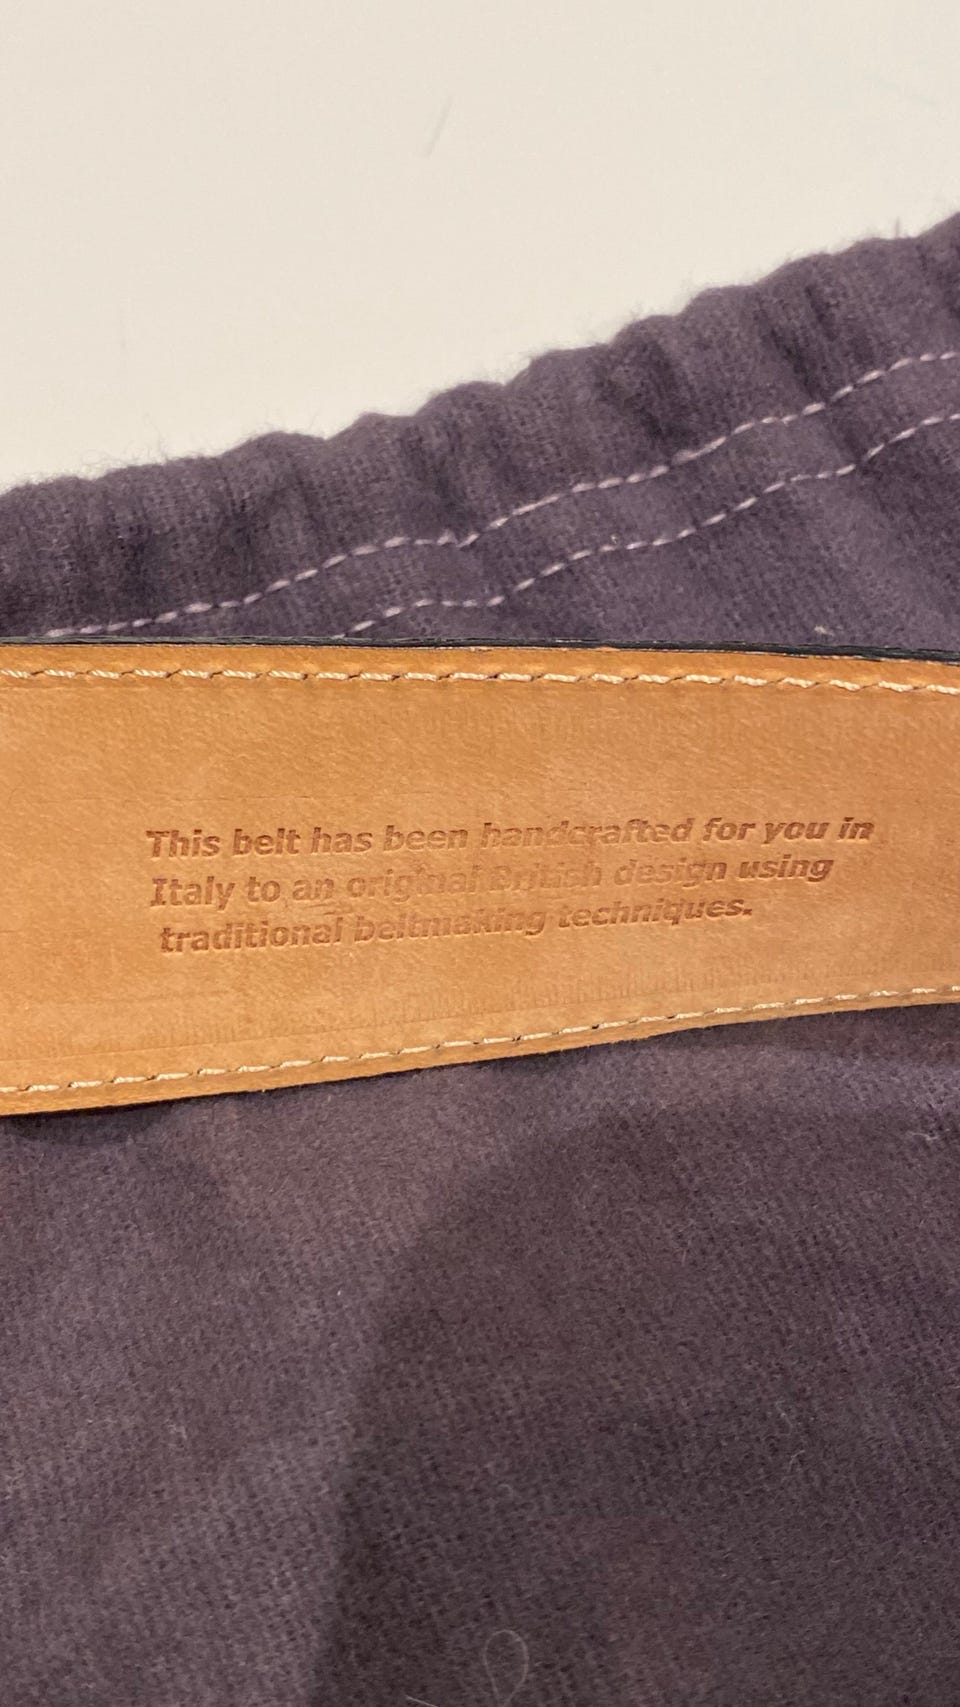 This belt has been handcrafted for you in
Italy to an original British design using
traditional beltmaking techniques.